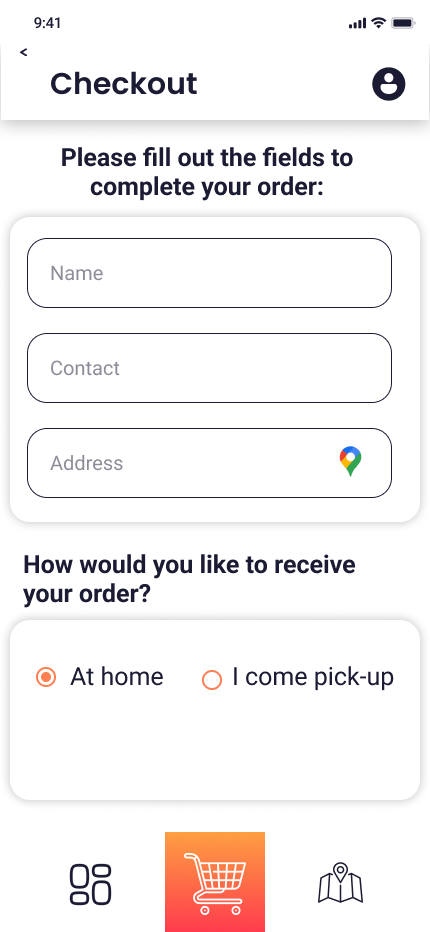 9:41
<
Checkout
Please fill out the fields to
complete your order:
Name
Contact
Address
How would you like to receive
your order?
At home
I come pick-up